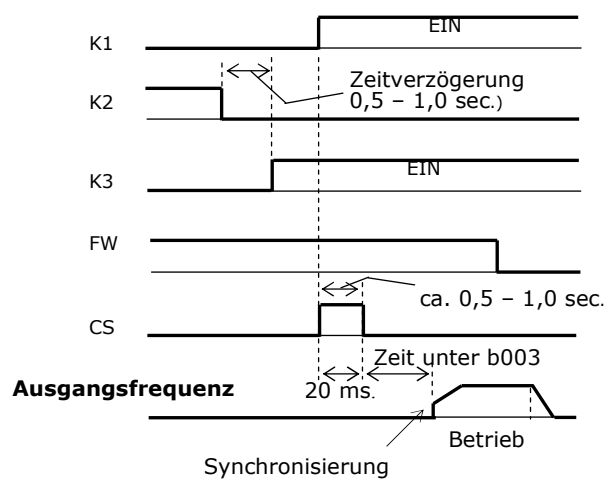 K1
EIN
K2
Zeitverzögerung
0,5 – 1,0 sec.)
K3
EIN
FW
ca. 0,5 – 1,0 sec.
CS
Zeit unter b003
Ausgangsfrequenz
20 ms.
Betrieb
Synchronisierung